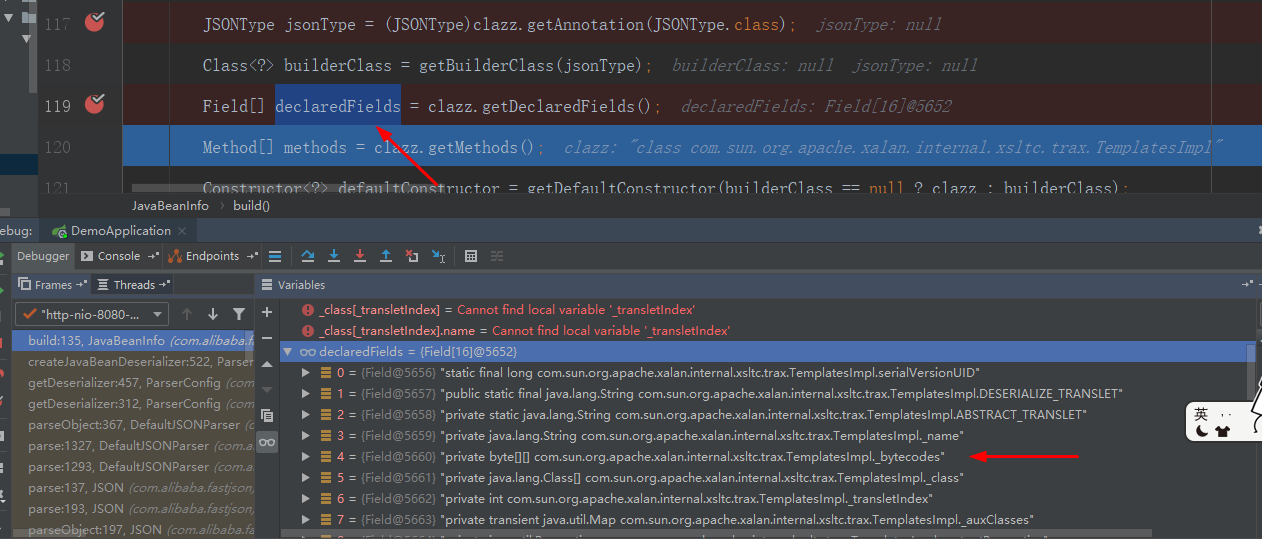 117 JSONType jsonType = (JSONType)clazz.getAnnotation(JSONType.class); jsonType: null
118 Class<?> builderClass = getBuilderClass(jsonType); builderClass: null jsonType: null
119 Field[] declaredFields = clazz.getDeclaredFields(); declaredFields: Field[16]@5652
120 Method[] methods = clazz.getMethods(); clazz: "class com.sun.org.apache.xalan.internal.xsltc.trax.TemplatesImpl"
121 Constructor<?> defaultConstructor = getDefaultConstructor(builderClass == null ? clazz : builderClass);
JavaBeanInfo › build()
ebug: DemoApplication ×
Debugger Console Endpoints
Frames Threads Variables
"http-nio-8080-
build:135, JavaBeanInfo (com.alibaba.fast
createJavaBeanDeserializer:522, Parser
getDeserializer:457, ParserConfig (com
getDeserializer:312, ParserConfig (com
parseObject:367, DefaultJSONParser
parse:1327, DefaultJSONParser (com.
parse:1293, DefaultJSONParser (com.
parse:137, JSON (com.alibaba.fastjson)
parse:193, JSON (com.alibaba.fastjson)
parseObject:197, JSON (com.alibaba.f
_class[_transletIndex] = Cannot find local variable '_transletIndex'
_class[_transletIndex].name = Cannot find local variable '_transletIndex'
declaredFields = {Field[16]@5652}
0 = {Field@5656} "static final long com.sun.org.apache.xalan.internal.xsltc.trax.TemplatesImpl.serialVersionUID"
1 = {Field@5657} "public static final java.lang.String com.sun.org.apache.xalan.internal.xsltc.trax.TemplatesImpl.DESERIALIZE_TRANSLET"
2 = {Field@5658} "private static java.lang.String com.sun.org.apache.xalan.internal.xsltc.trax.TemplatesImpl.ABSTRACT_TRANSLET"
3 = {Field@5659} "private java.lang.String com.sun.org.apache.xalan.internal.xsltc.trax.TemplatesImpl._name"
4 = {Field@5660} "private byte[][] com.sun.org.apache.xalan.internal.xsltc.trax.TemplatesImpl._bytecodes"
5 = {Field@5661} "private java.lang.Class[] com.sun.org.apache.xalan.internal.xsltc.trax.TemplatesImpl._class"
6 = {Field@5662} "private int com.sun.org.apache.xalan.internal.xsltc.trax.TemplatesImpl._transletIndex"
7 = {Field@5663} "private transient java.util.Map com.sun.org.apache.xalan.internal.xsltc.trax.TemplatesImpl._auxClasses"
英